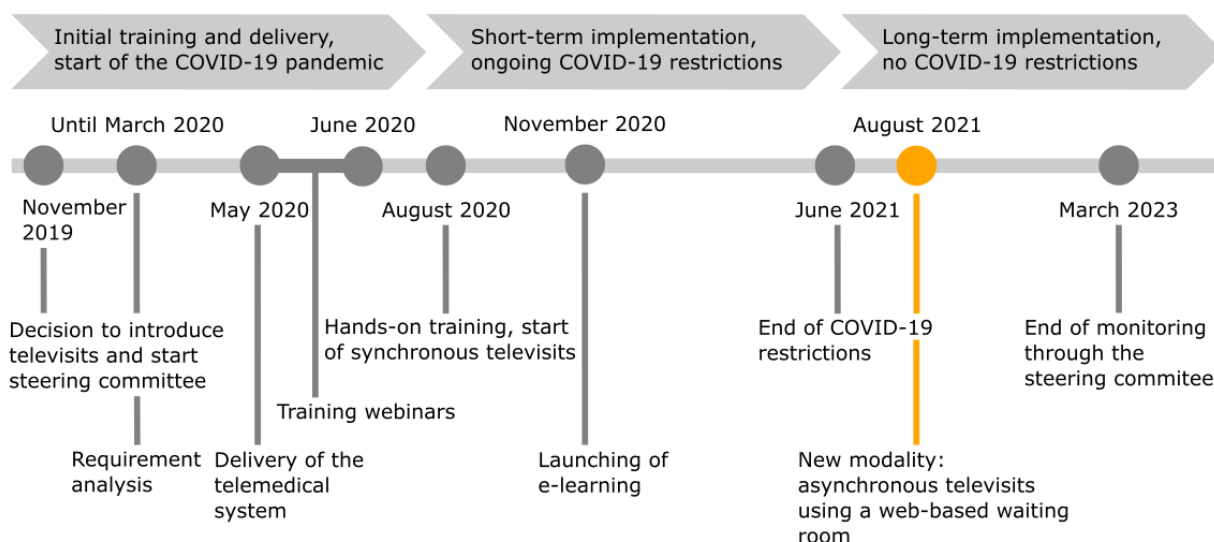 Initial training and delivery,
start of the COVID-19 pandemic
Short-term implementation,
ongoing COVID-19 restrictions
Long-term implementation,
no COVID-19 restrictions
Until March 2020
June 2020
November 2020
August 2021
November
2019
May 2020
August 2020
June 2021
March 2023
Decision to introduce
televisits and start
steering committee
Hands-on training, start
of synchronous televisits
End of COVID-19
restrictions
End of monitoring
through the
steering commitee
Training webinars
Requirement
analysis
Delivery of the
telemedical
system
Launching of
e-learning
New modality:
asynchronous televisits
using a web-based waiting
room